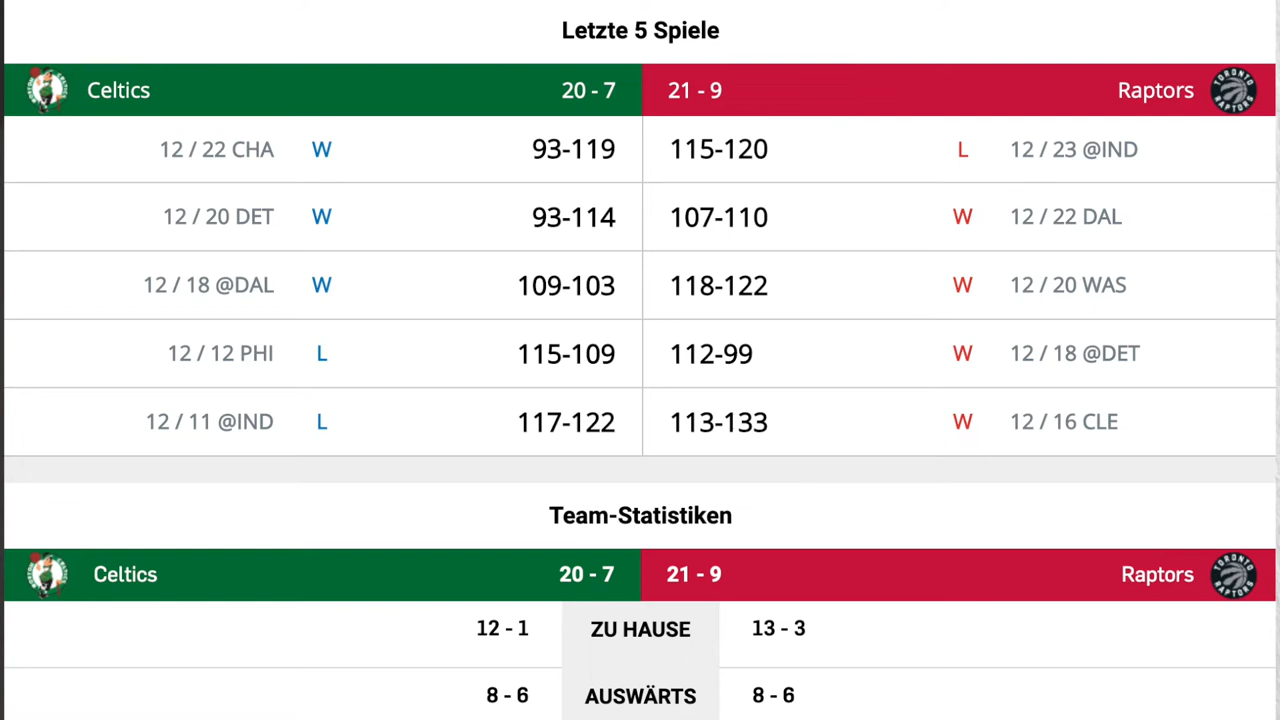 Letzte 5 Spiele
Celtics 20 - 7 21 - 9 Raptors TORONTO RAPTORS
12 / 22 CHA W 93-119 115-120 L 12 / 23 @IND
12 / 20 DET W 93-114 107-110 W 12 / 22 DAL
12 / 18 @DAL W 109-103 118-122 W 12 / 20 WAS
12 / 12 PHI L 115-109 112-99 W 12 / 18 @DET
12 / 11 @IND L 117-122 113-133 W 12 / 16 CLE
Team-Statistiken
Celtics 20 - 7 21 - 9 Raptors TORONTO RAPTORS
12 - 1 ZU HAUSE 13 - 3
8 - 6 AUSWÄRTS 8 - 6